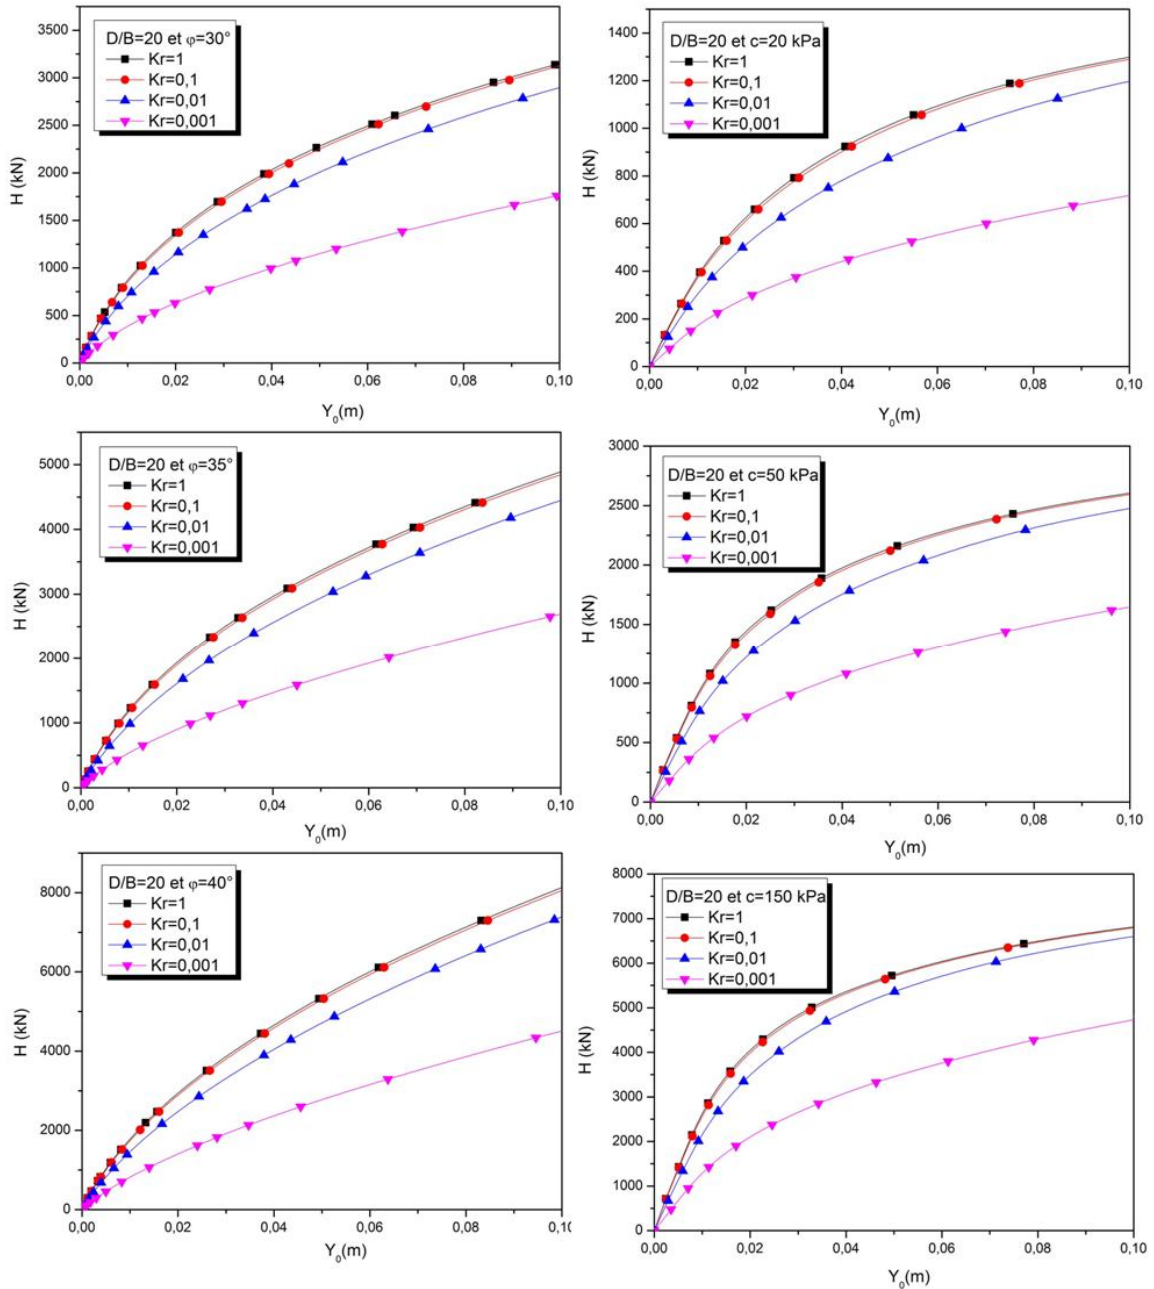 D/B=20 et φ=30°
Kr=1
Kr=0,1
Kr=0,01
Kr=0,001
H (kN)
3500
3000
2500
2000
1500
1000
500
0
0,00 0,02 0,04 0,06 0,08 0,10
Y0(m)
D/B=20 et c=20 kPa
Kr=1
Kr=0,1
Kr=0,01
Kr=0,001
H (kN)
1400
1200
1000
800
600
400
200
0
0,00 0,02 0,04 0,06 0,08 0,10
Y0(m)
D/B=20 et φ=35°
Kr=1
Kr=0,1
Kr=0,01
Kr=0,001
H (kN)
5000
4000
3000
2000
1000
0
0,00 0,02 0,04 0,06 0,08 0,10
Y0(m)
D/B=20 et c=50 kPa
Kr=1
Kr=0,1
Kr=0,01
Kr=0,001
H (kN)
3000
2500
2000
1500
1000
500
0
0,00 0,02 0,04 0,06 0,08 0,10
Y0(m)
D/B=20 et φ=40°
Kr=1
Kr=0,1
Kr=0,01
Kr=0,001
H (kN)
8000
6000
4000
2000
0
0,00 0,02 0,04 0,06 0,08 0,10
Y0(m)
D/B=20 et c=150 kPa
Kr=1
Kr=0,1
Kr=0,01
Kr=0,001
H (kN)
8000
7000
6000
5000
4000
3000
2000
1000
0
0,00 0,02 0,04 0,06 0,08 0,10
Y0(m)